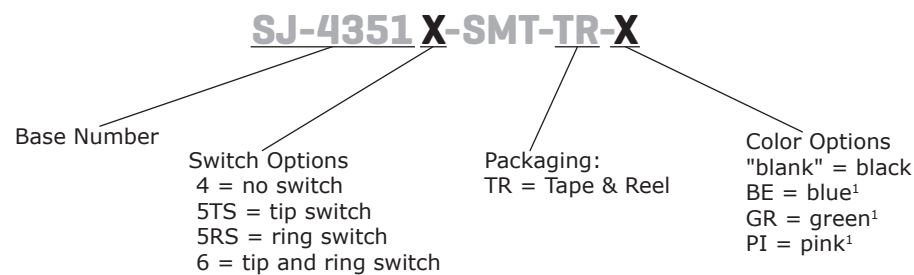 SJ-4351 X-SMT-TR-X
Base Number
Switch Options
4 = no switch
5TS = tip switch
5RS = ring switch
6 = tip and ring switch
Packaging:
TR = Tape & Reel
Color Options
"blank" = black
BE = blue¹
GR = green¹
PI = pink¹